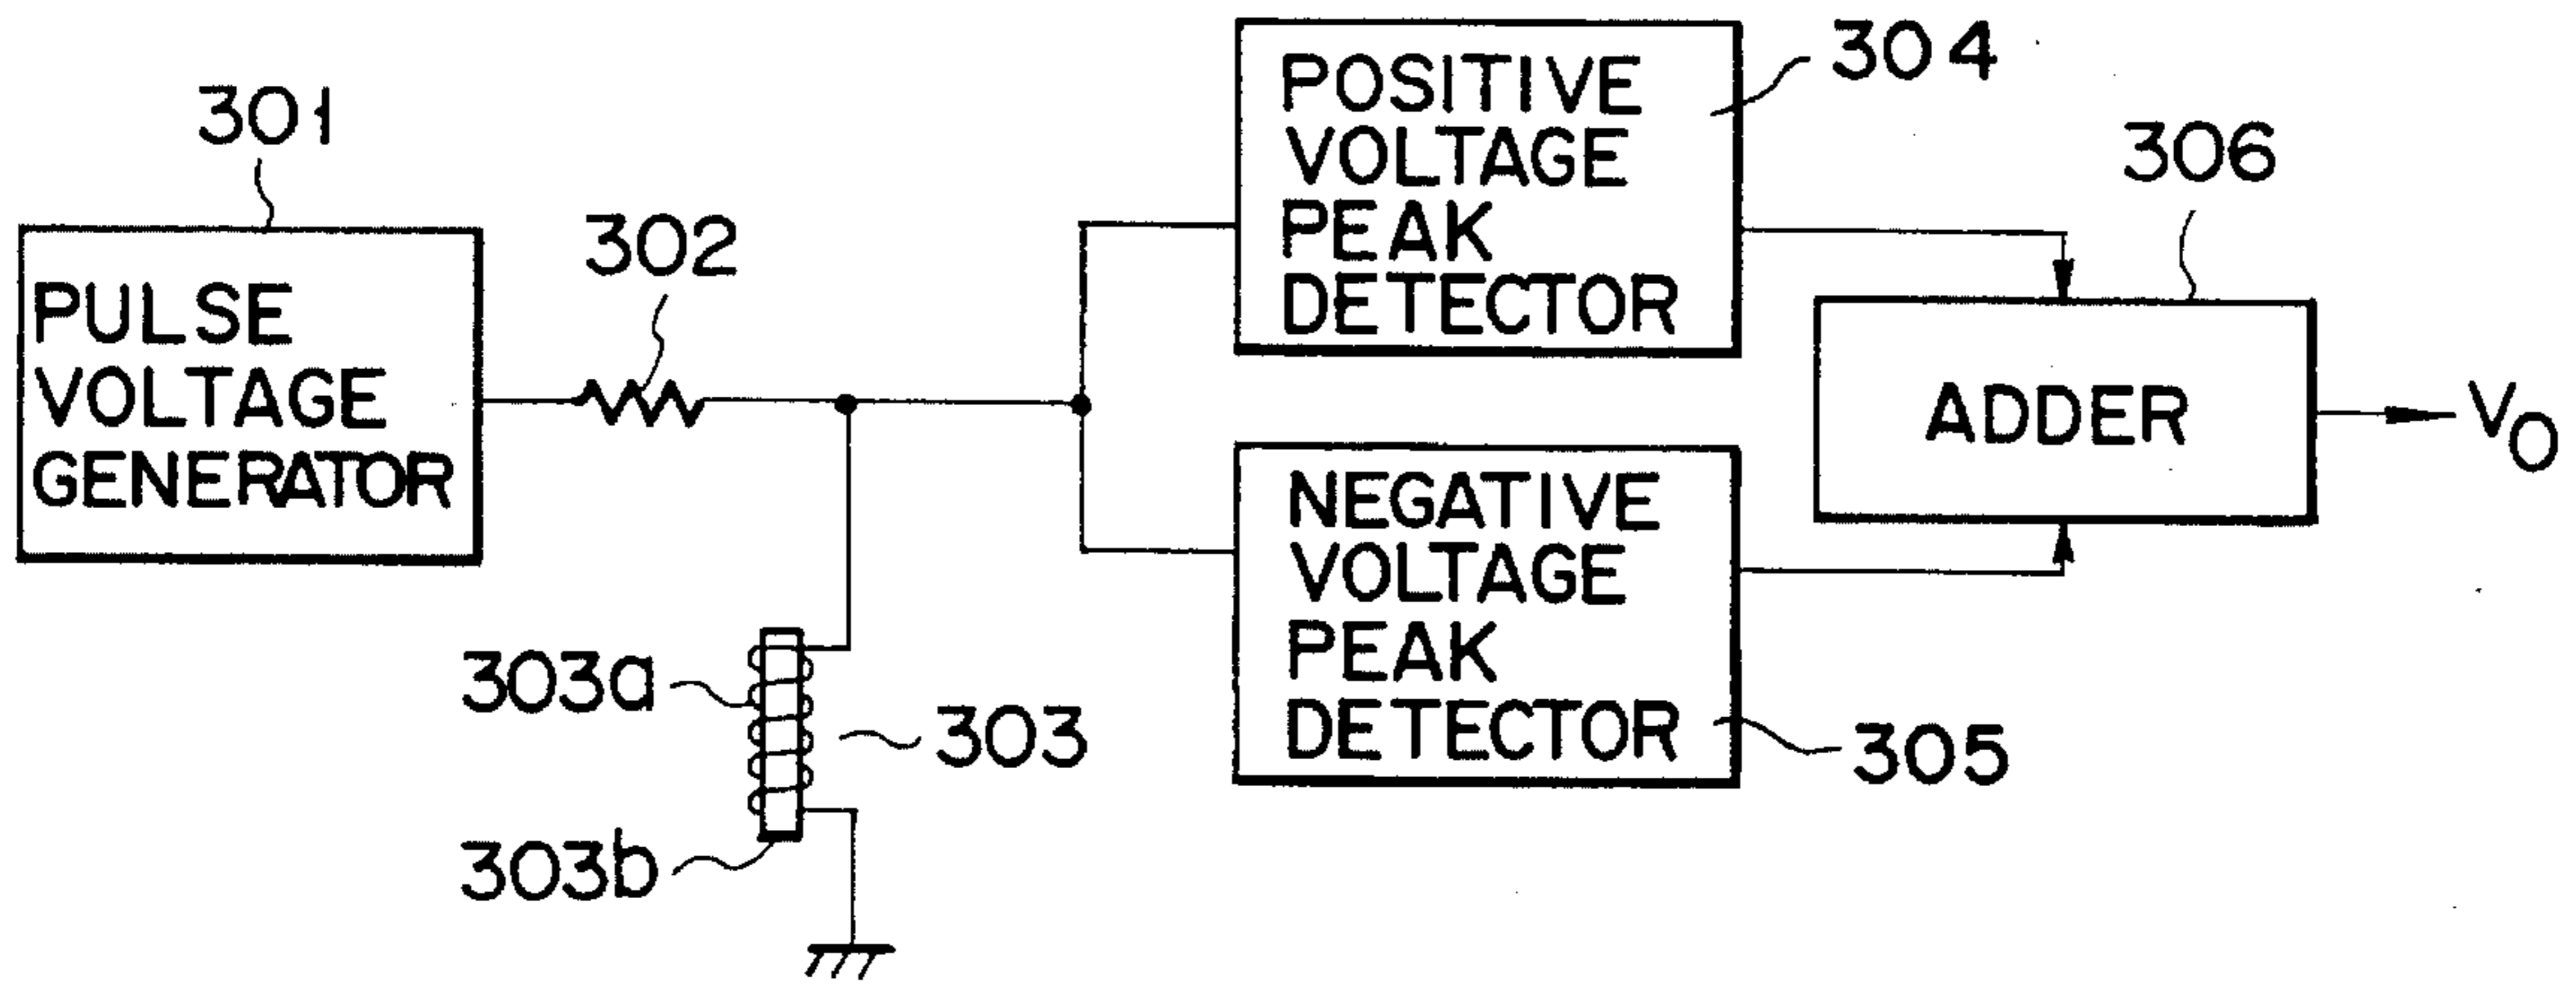 301
PULSE
VOLTAGE
GENERATOR
302
303a
303
303b
POSITIVE
VOLTAGE
PEAK
DETECTOR
304
NEGATIVE
VOLTAGE
PEAK
DETECTOR
305
306
ADDER
VO